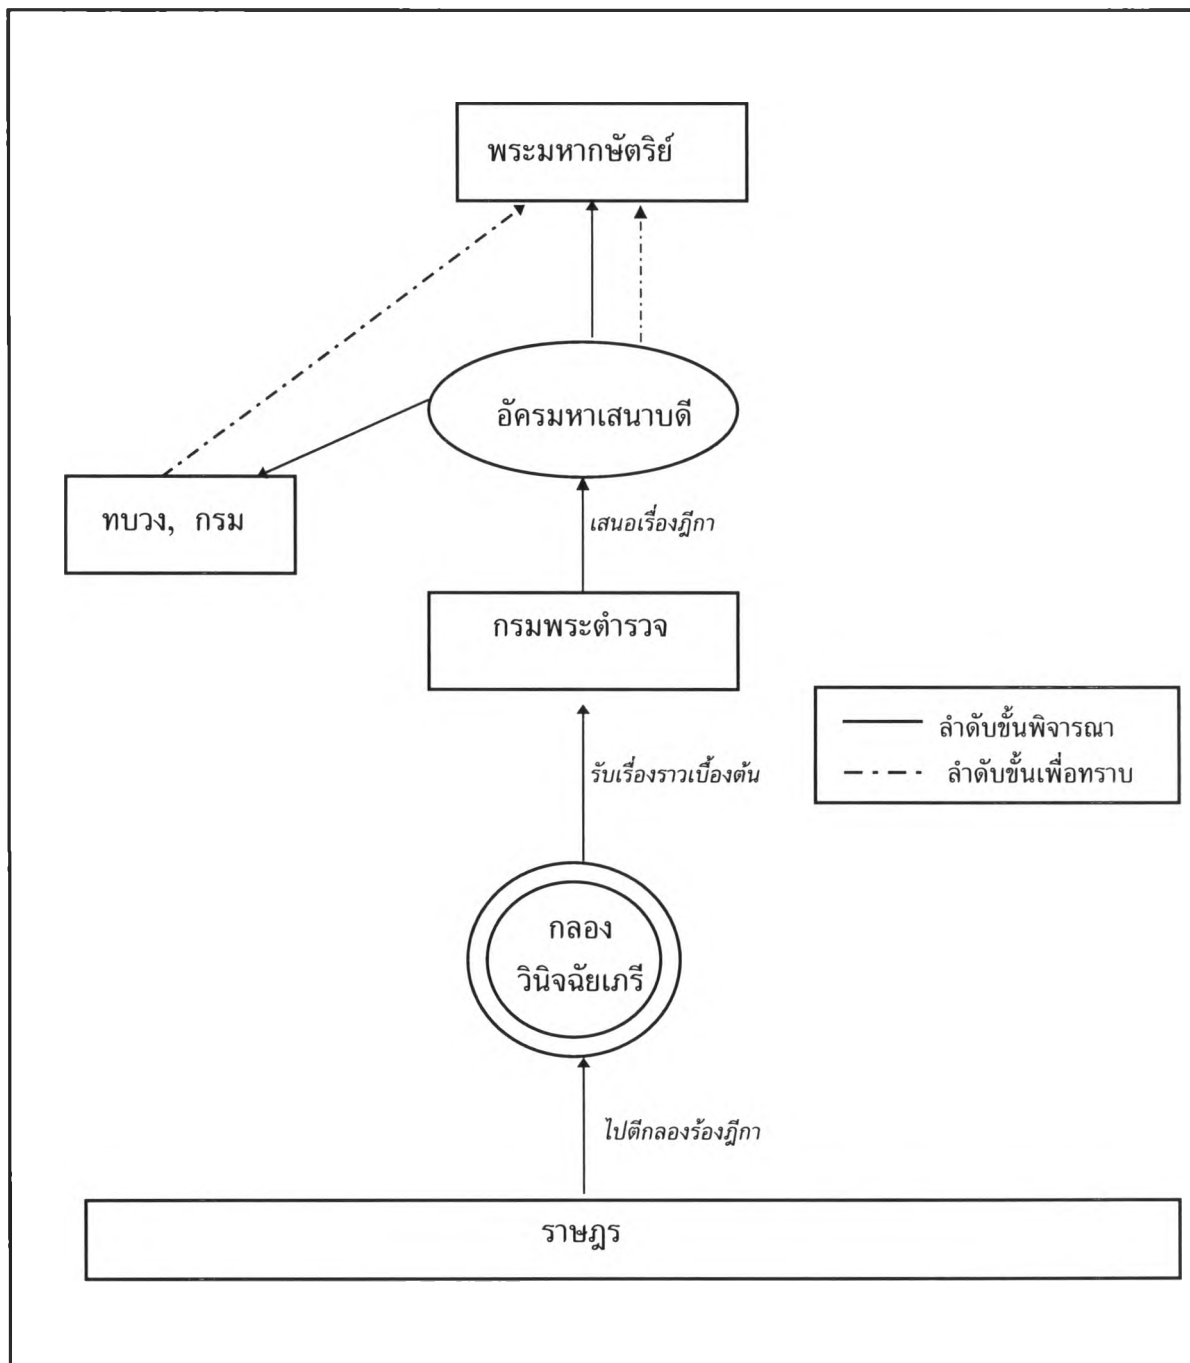 พระมหากษัตริย์
อัครมหาเสนาบดี
ทบวง, กรม
เสนอเรื่องฎีกา
กรมพระตำรวจ
ลำดับขั้นพิจารณา
ลำดับขั้นเพื่อทราบ
รับเรื่องราวเบื้องต้น
กลอง
วินิจฉัยเภรี
ไปตีกลองร้องฎีกา
ราษฎร